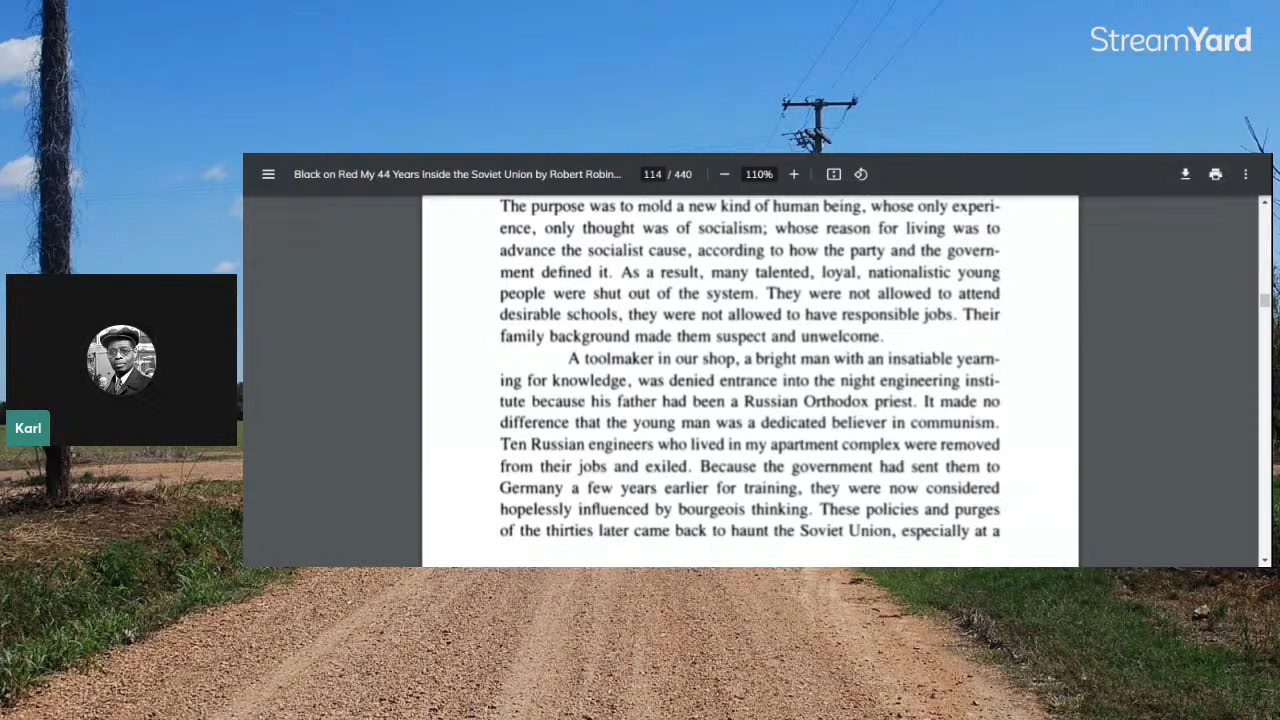 StreamYard
Black on Red My 44 Years Inside the Soviet Union by Robert Robin... 114 / 440 110%
The purpose was to mold a new kind of human being, whose only experi-
ence, only thought was of socialism; whose reason for living was to
advance the socialist cause, according to how the party and the govern-
ment defined it. As a result, many talented, loyal, nationalistic young
people were shut out of the system. They were not allowed to attend
desirable schools, they were not allowed to have responsible jobs. Their
family background made them suspect and unwelcome.
A toolmaker in our shop, a bright man with an insatiable yearn-
ing for knowledge, was denied entrance into the night engineering insti-
tute because his father had been a Russian Orthodox priest. It made no
difference that the young man was a dedicated believer in communism.
Ten Russian engineers who lived in my apartment complex were removed
from their jobs and exiled. Because the government had sent them to
Germany a few years earlier for training, they were now considered
hopelessly influenced by bourgeois thinking. These policies and purges
of the thirties later came back to haunt the Soviet Union, especially at a
Karl